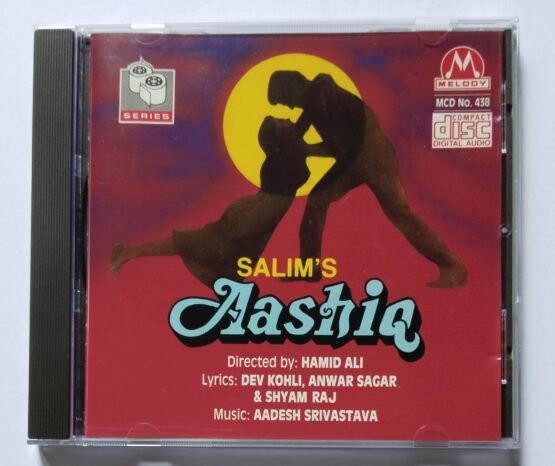 SERIES
MELODY
MCD No. 438
COMPACT
disc
DIGITAL AUDIO
SALIM'S
Aashiq
Directed by: HAMID ALI
Lyrics: DEV KOHLI, ANWAR SAGAR
& SHYAM RAJ
Music: AADESH SRIVASTAVA